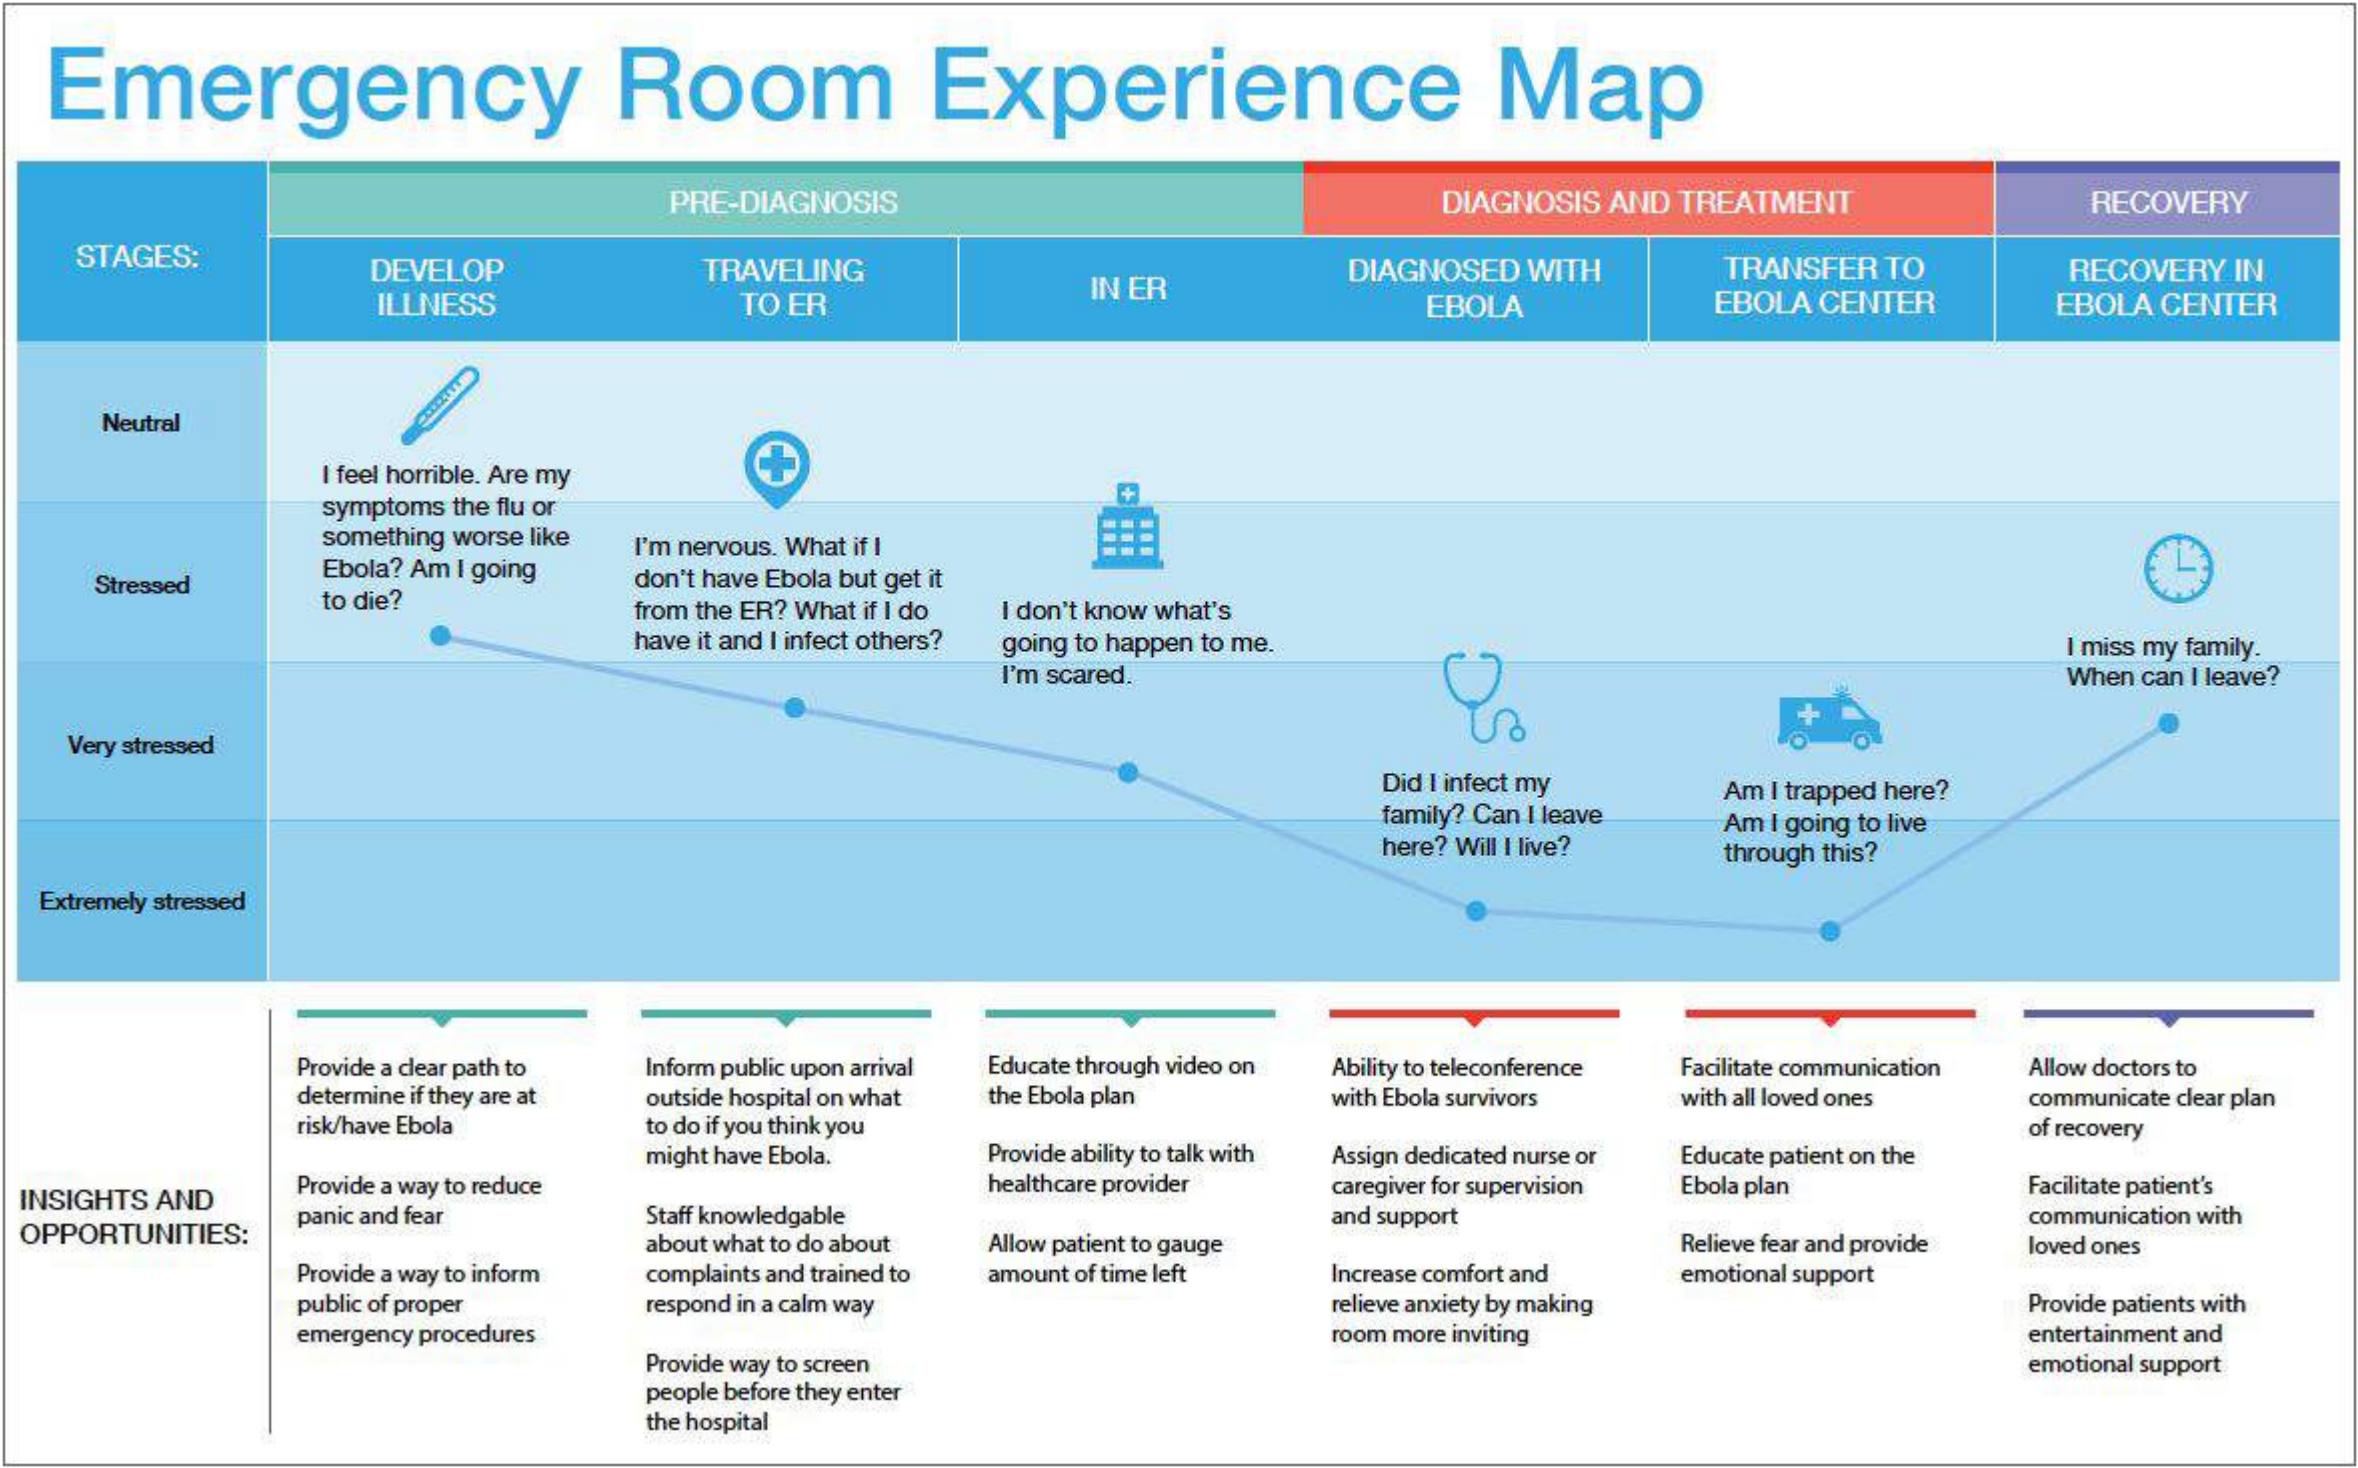 Emergency Room Experience Map
STAGES:
PRE-DIAGNOSIS
DIAGNOSIS AND TREATMENT
RECOVERY
DEVELOP
ILLNESS
TRAVELING
TO ER
IN ER
DIAGNOSED WITH
EBOLA
TRANSFER TO
EBOLA CENTER
RECOVERY IN
EBOLA CENTER
Neutral
Stressed
Very stressed
Extremely stressed
I feel horrible. Are my
symptoms the flu or
something worse like
Ebola? Am I going
to die?
I'm nervous. What if I
don't have Ebola but get it
from the ER? What if I do
have it and I infect others?
I don't know what's
going to happen to me.
I'm scared.
Did I infect my
family? Can I leave
here? Will I live?
Am I trapped here?
Am I going to live
through this?
I miss my family.
When can I leave?
INSIGHTS AND
OPPORTUNITIES:
Provide a clear path to
determine if they are at
risk/have Ebola
Provide a way to reduce
panic and fear
Provide a way to inform
public of proper
emergency procedures
Inform public upon arrival
outside hospital on what
to do if you think you
might have Ebola.
Staff knowledgable
about what to do about
complaints and trained to
respond in a calm way
Provide way to screen
people before they enter
the hospital
Educate through video on
the Ebola plan
Provide ability to talk with
healthcare provider
Allow patient to gauge
amount of time left
Ability to teleconference
with Ebola survivors
Assign dedicated nurse or
caregiver for supervision
and support
Increase comfort and
relieve anxiety by making
room more inviting
Facilitate communication
with all loved ones
Educate patient on the
Ebola plan
Relieve fear and provide
emotional support
Allow doctors to
communicate clear plan
of recovery
Facilitate patient's
communication with
loved ones
Provide patients with
entertainment and
emotional support